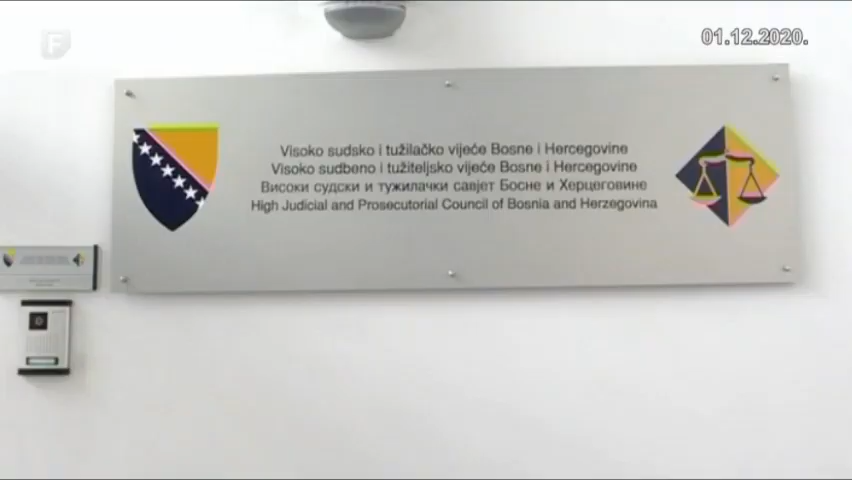 F
01.12.2020.
Visoko sudsko i tužilačko vijeće Bosne i Hercegovine
Visoko sudbeno i tužiteljsko vijeće Bosne i Hercegovine
Високи судски и тужилачки савјет Босне и Херцеговине
High Judicial and Prosecutorial Council of Bosnia and Herzegovina